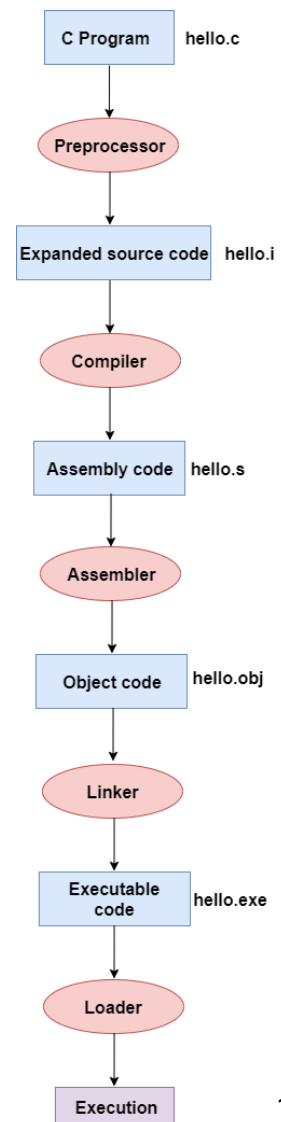 C Program hello.c
Preprocessor
Expanded source code hello.i
Compiler
Assembly code hello.s
Assembler
Object code hello.obj
Linker
Executable
code hello.exe
Loader
Execution